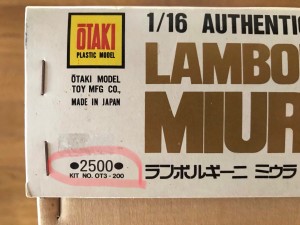 ŌTAKI
PLASTIC MODEL
ŌTAKI MODEL
TOY MFG CO.,
MADE IN JAPAN
●2500●
KIT NO. OT3-200
1/16 AUTHENTI
LAMBO
MIUR
ランボルギーニ ミウラ